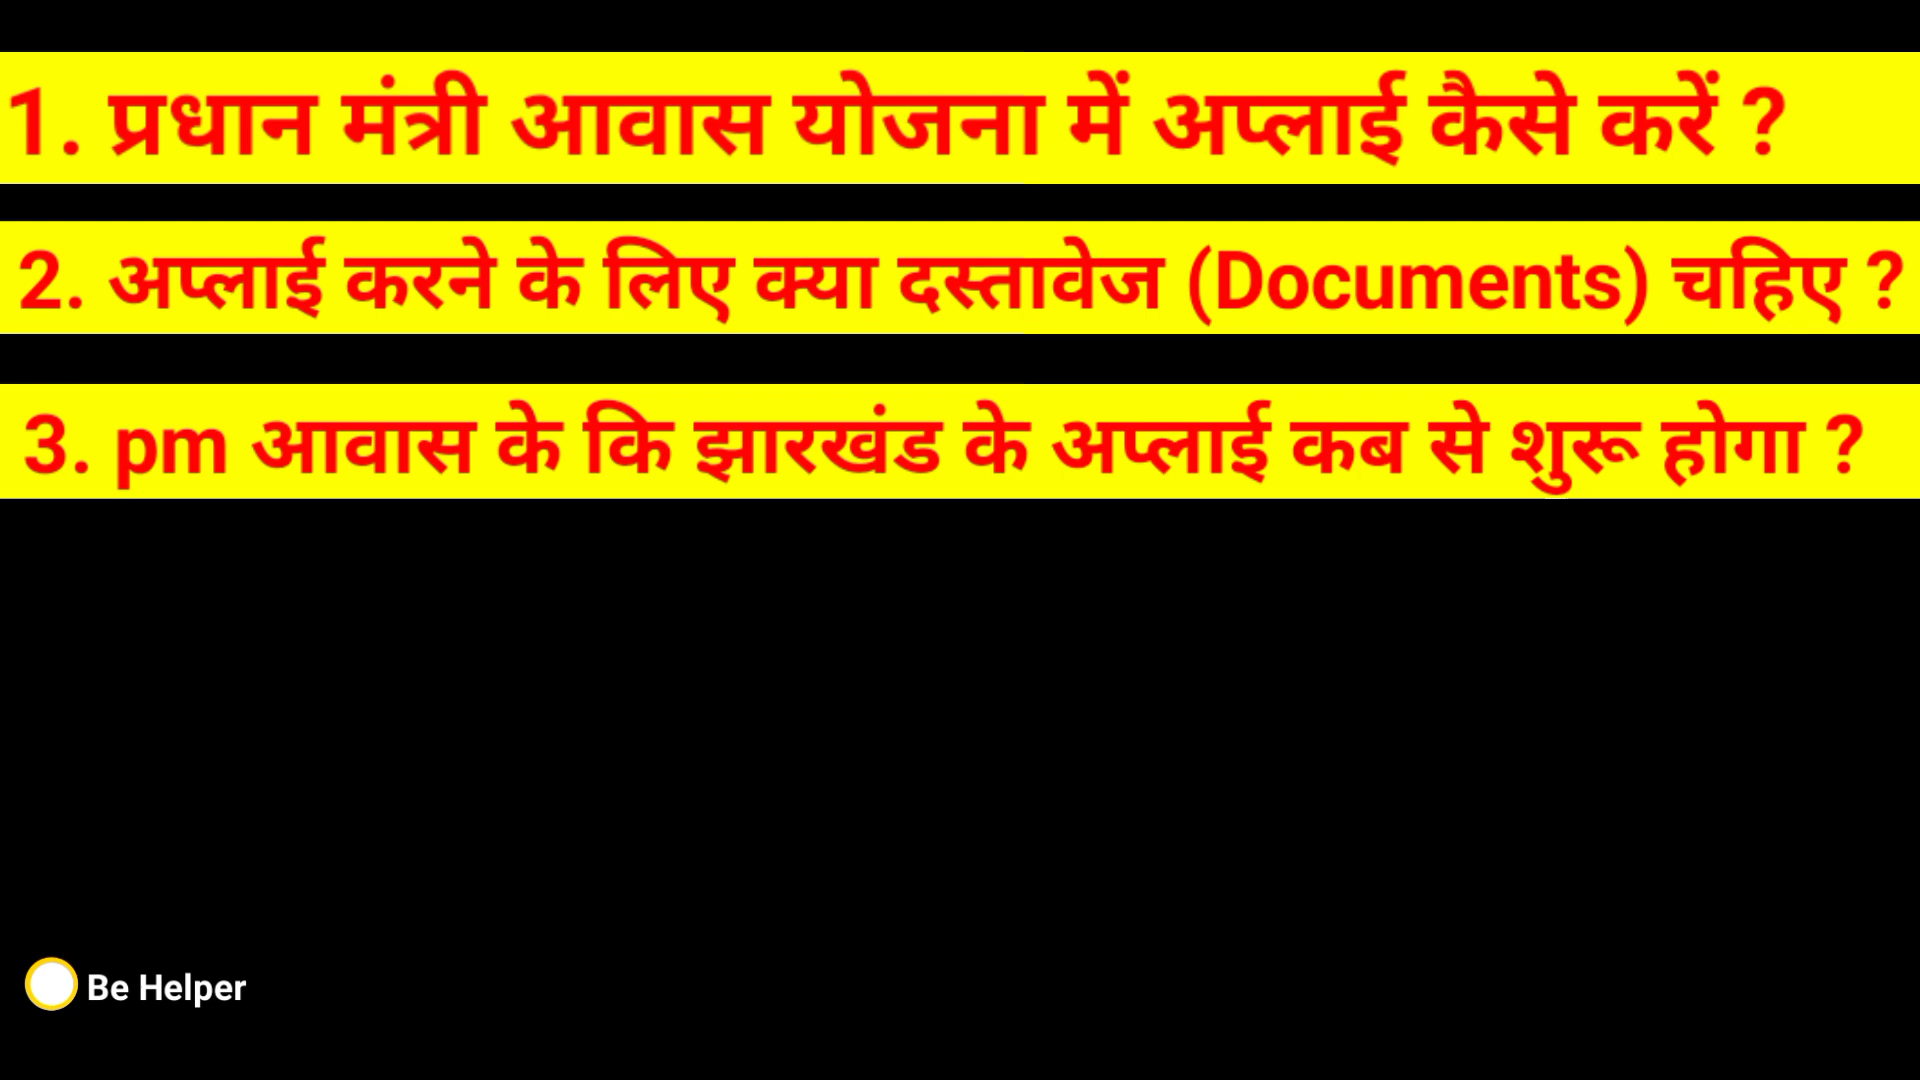 1. प्रधान मंत्री आवास योजना में अप्लाई कैसे करें ?
2. अप्लाई करने के लिए क्या दस्तावेज (Documents) चहिए ?
3. pm आवास के कि झारखंड के अप्लाई कब से शुरू होगा ?
Be Helper